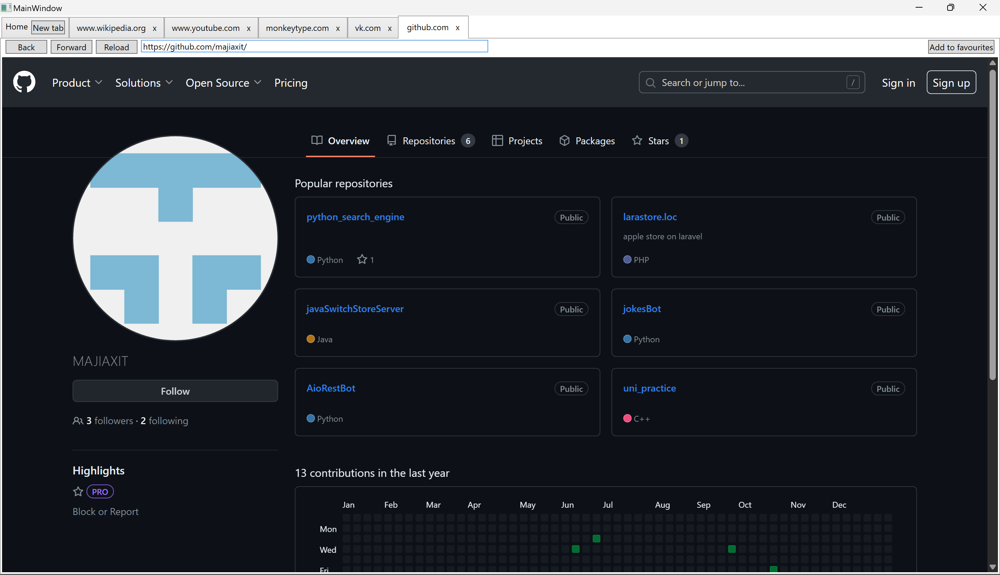 MainWindow
Home New tab www.wikipedia.org x www.youtube.com x monkeytype.com x vk.com x github.com x
Back Forward Reload https://github.com/majiaxit/ Add to favourites
Product Solutions Open Source Pricing Search or jump to... / Sign in Sign up
Overview Repositories 6 Projects Packages Stars 1
Popular repositories
python_search_engine Public
Python 1
larastore.loc Public
apple store on laravel
PHP
javaSwitchStoreServer Public
Java
jokesBot Public
Python
AioRestBot Public
Python
uni_practice Public
C++
MAJIAXIT
Follow
3 followers · 2 following
Highlights
PRO
Block or Report
13 contributions in the last year
Jan Feb Mar Apr May Jun Jul Aug Sep Oct Nov Dec
Mon
Wed
Fri